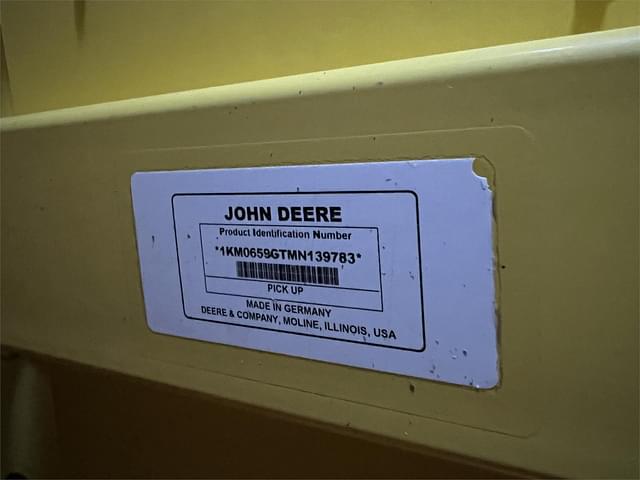 JOHN DEERE
Product Identification Number
*1KM0659GTMN139783*
PICK UP
MADE IN GERMANY
DEERE & COMPANY, MOLINE, ILLINOIS, USA